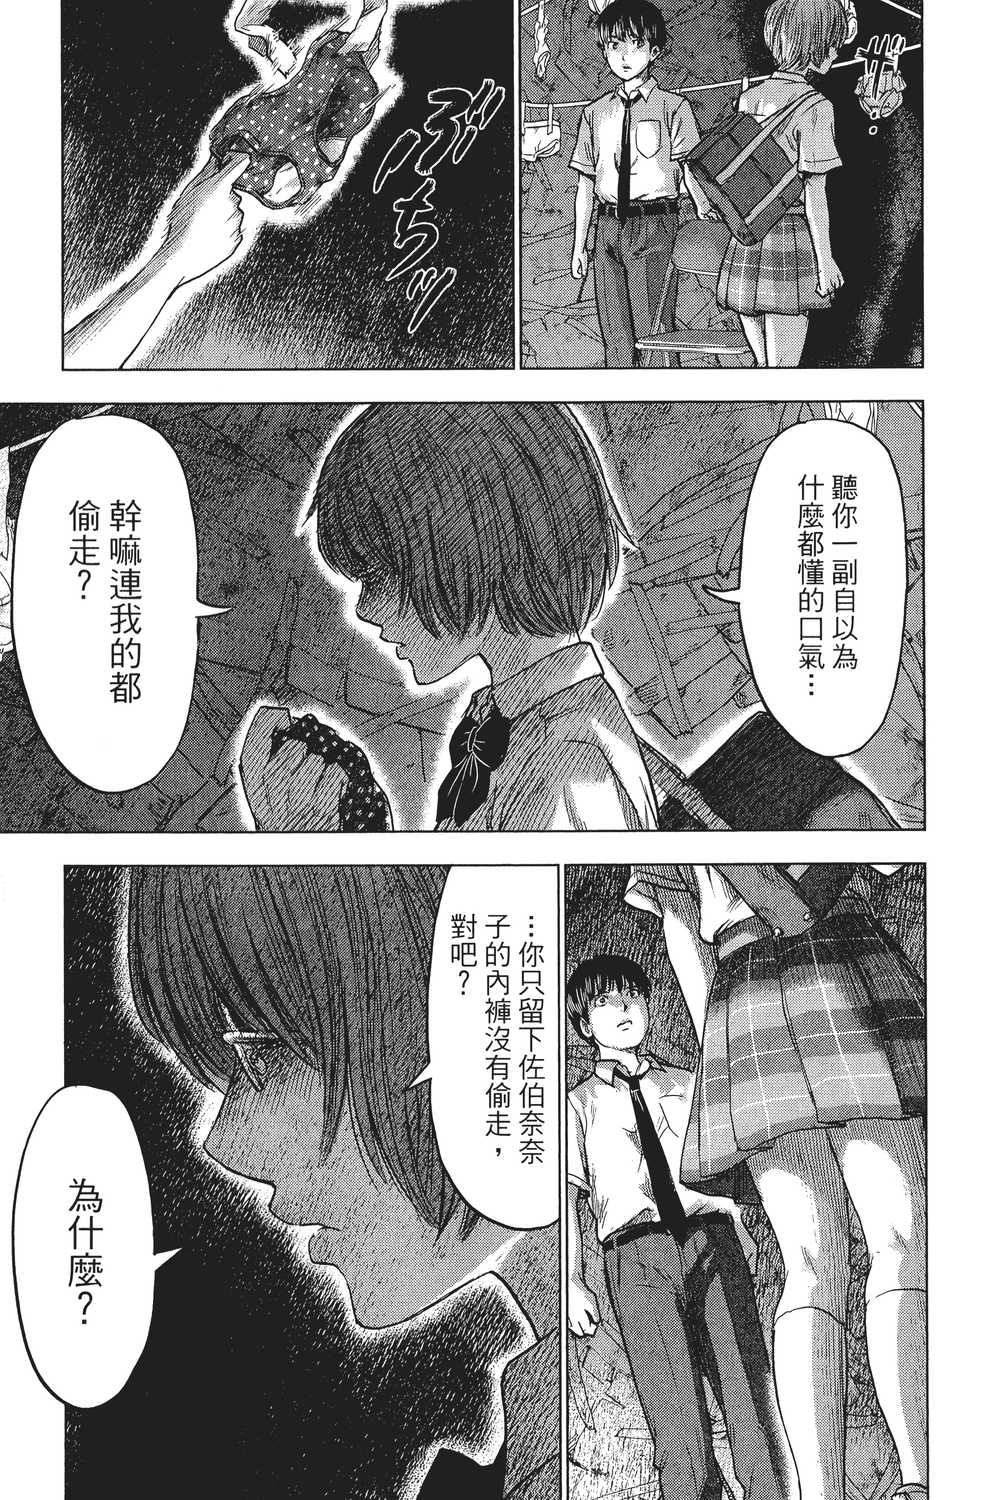 ザ．
ぶちッ
聽你一副自以為
什麼都懂的口氣…
幹嘛連我的都
偷走？
…你只留下佐伯奈奈
子的內褲沒有偷走，
對吧？
為什麼？